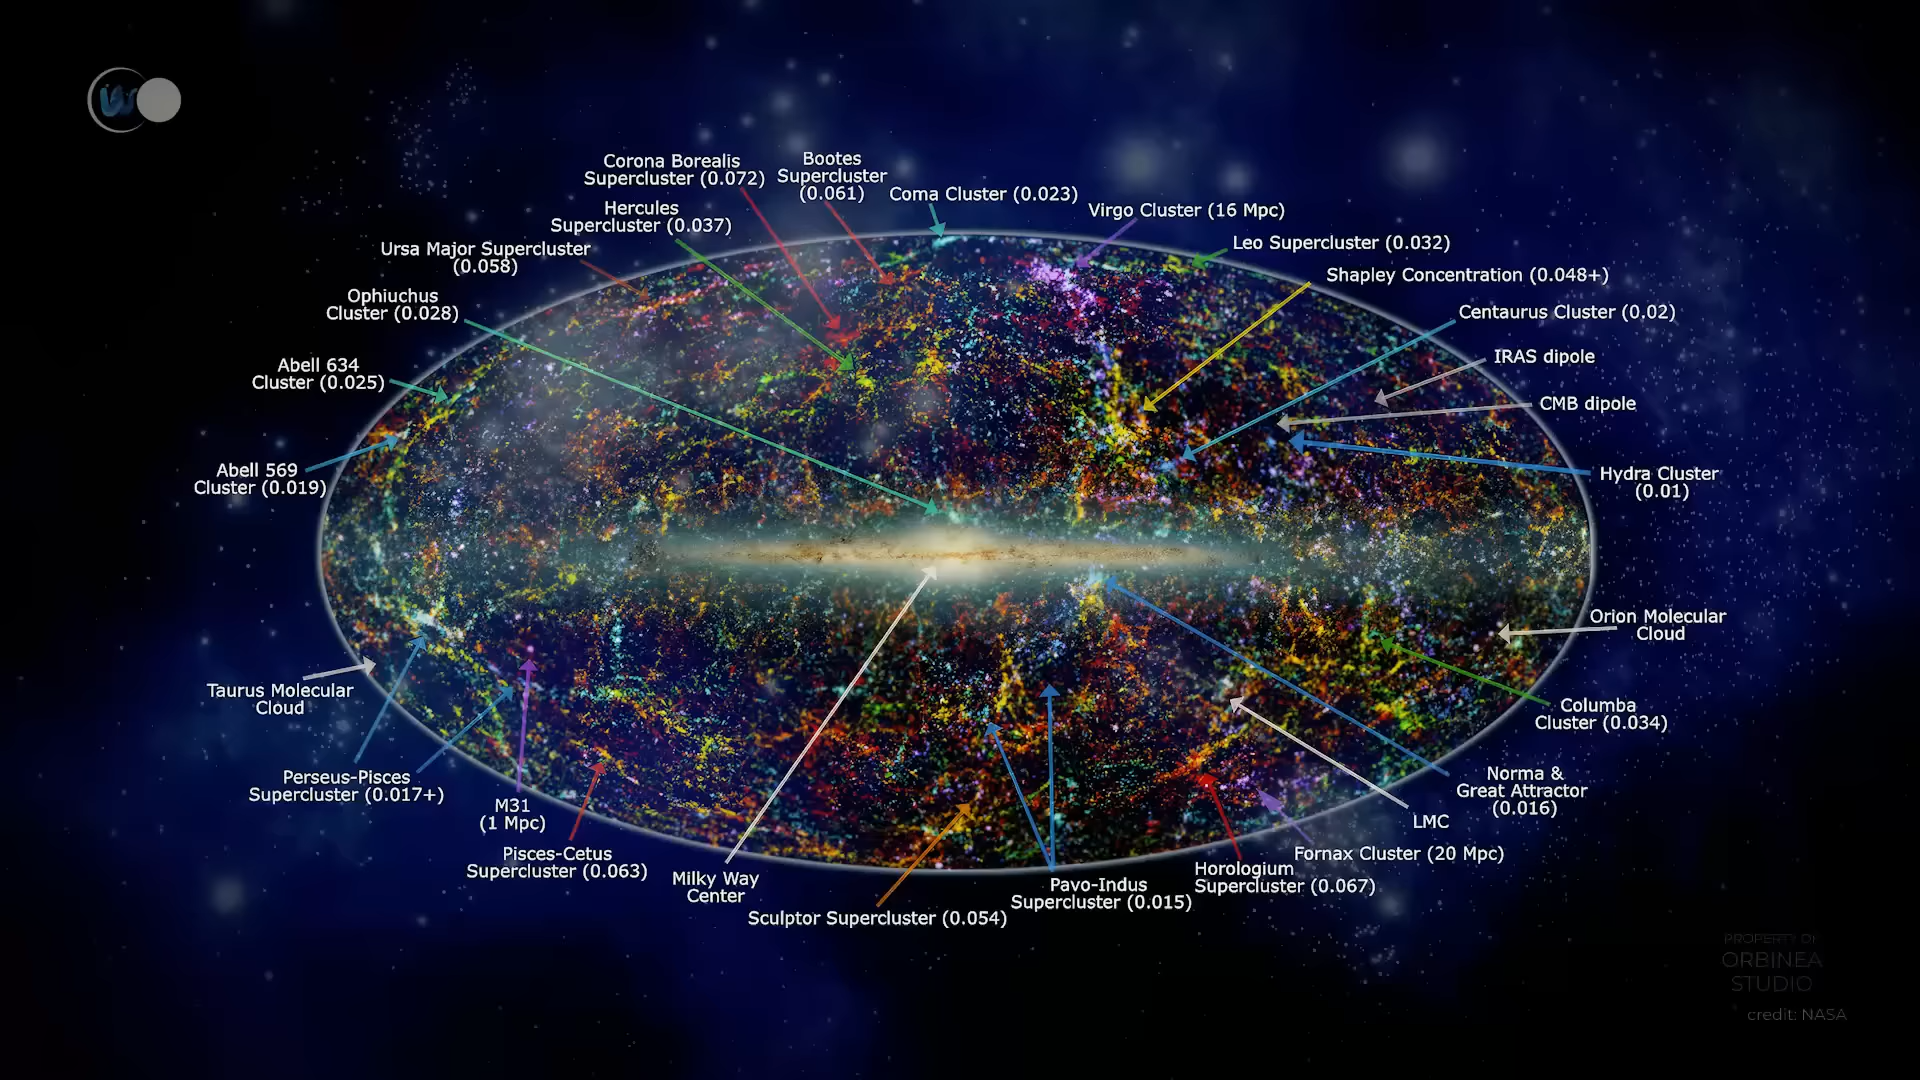 Corona Borealis
Supercluster (0.072)
Bootes
Supercluster
(0.061)
Coma Cluster (0.023)
Virgo Cluster (16 Mpc)
Hercules
Supercluster (0.037)
Leo Supercluster (0.032)
Ursa Major Supercluster
(0.058)
Shapley Concentration (0.048+)
Ophiuchus
Cluster (0.028)
Centaurus Cluster (0.02)
IRAS dipole
Abell 634
Cluster (0.025)
CMB dipole
Abell 569
Cluster (0.019)
Hydra Cluster
(0.01)
Orion Molecular
Cloud
Taurus Molecular
Cloud
Columba
Cluster (0.034)
Perseus-Pisces
Supercluster (0.017+)
Norma &
Great Attractor
(0.016)
M31
(1 Mpc)
LMC
Pisces-Cetus
Supercluster (0.063)
Fornax Cluster (20 Mpc)
Milky Way
Center
Horologium
Supercluster (0.067)
Pavo-Indus
Supercluster (0.015)
Sculptor Supercluster (0.054)
PROPERTY OF
ORBINEA
STUDIO
credit: NASA